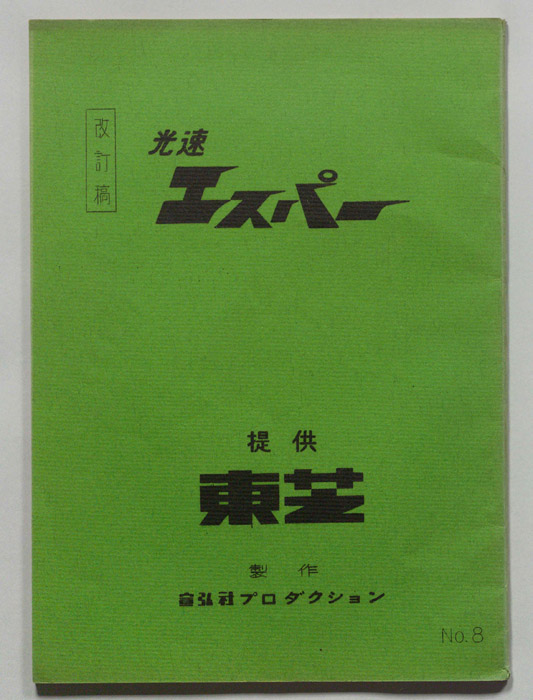 改訂稿
光速
エスパー
提供
東芝
製作
宣弘社プロダクション
No.8